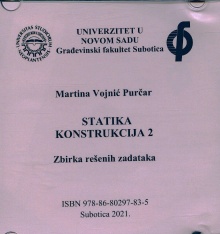 UNIVERZITET U
NOVOM SADU
Građevinski fakultet Subotica
Martina Vojnić Purčar
STATIKA
KONSTRUKCIJA 2
Zbirka rešenih zadataka
ISBN 978-86-80297-83-5
Subotica 2021.